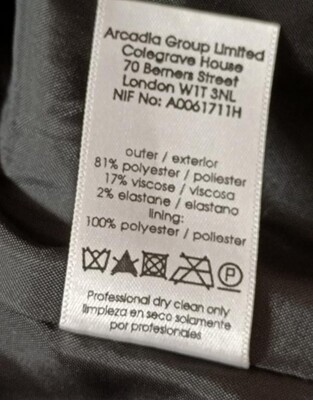 Arcadia Group Limited
Colegrave House
70 Berners Street
London W1T 3NL
NIF No: A0061711H
outer / exterior
81% polyester / poliester
17% viscose / viscosa
2% elastane / elastano
lining:
100% polyester / poliester
P
Professional dry clean only
limpieza en seco solamente
por profesionales